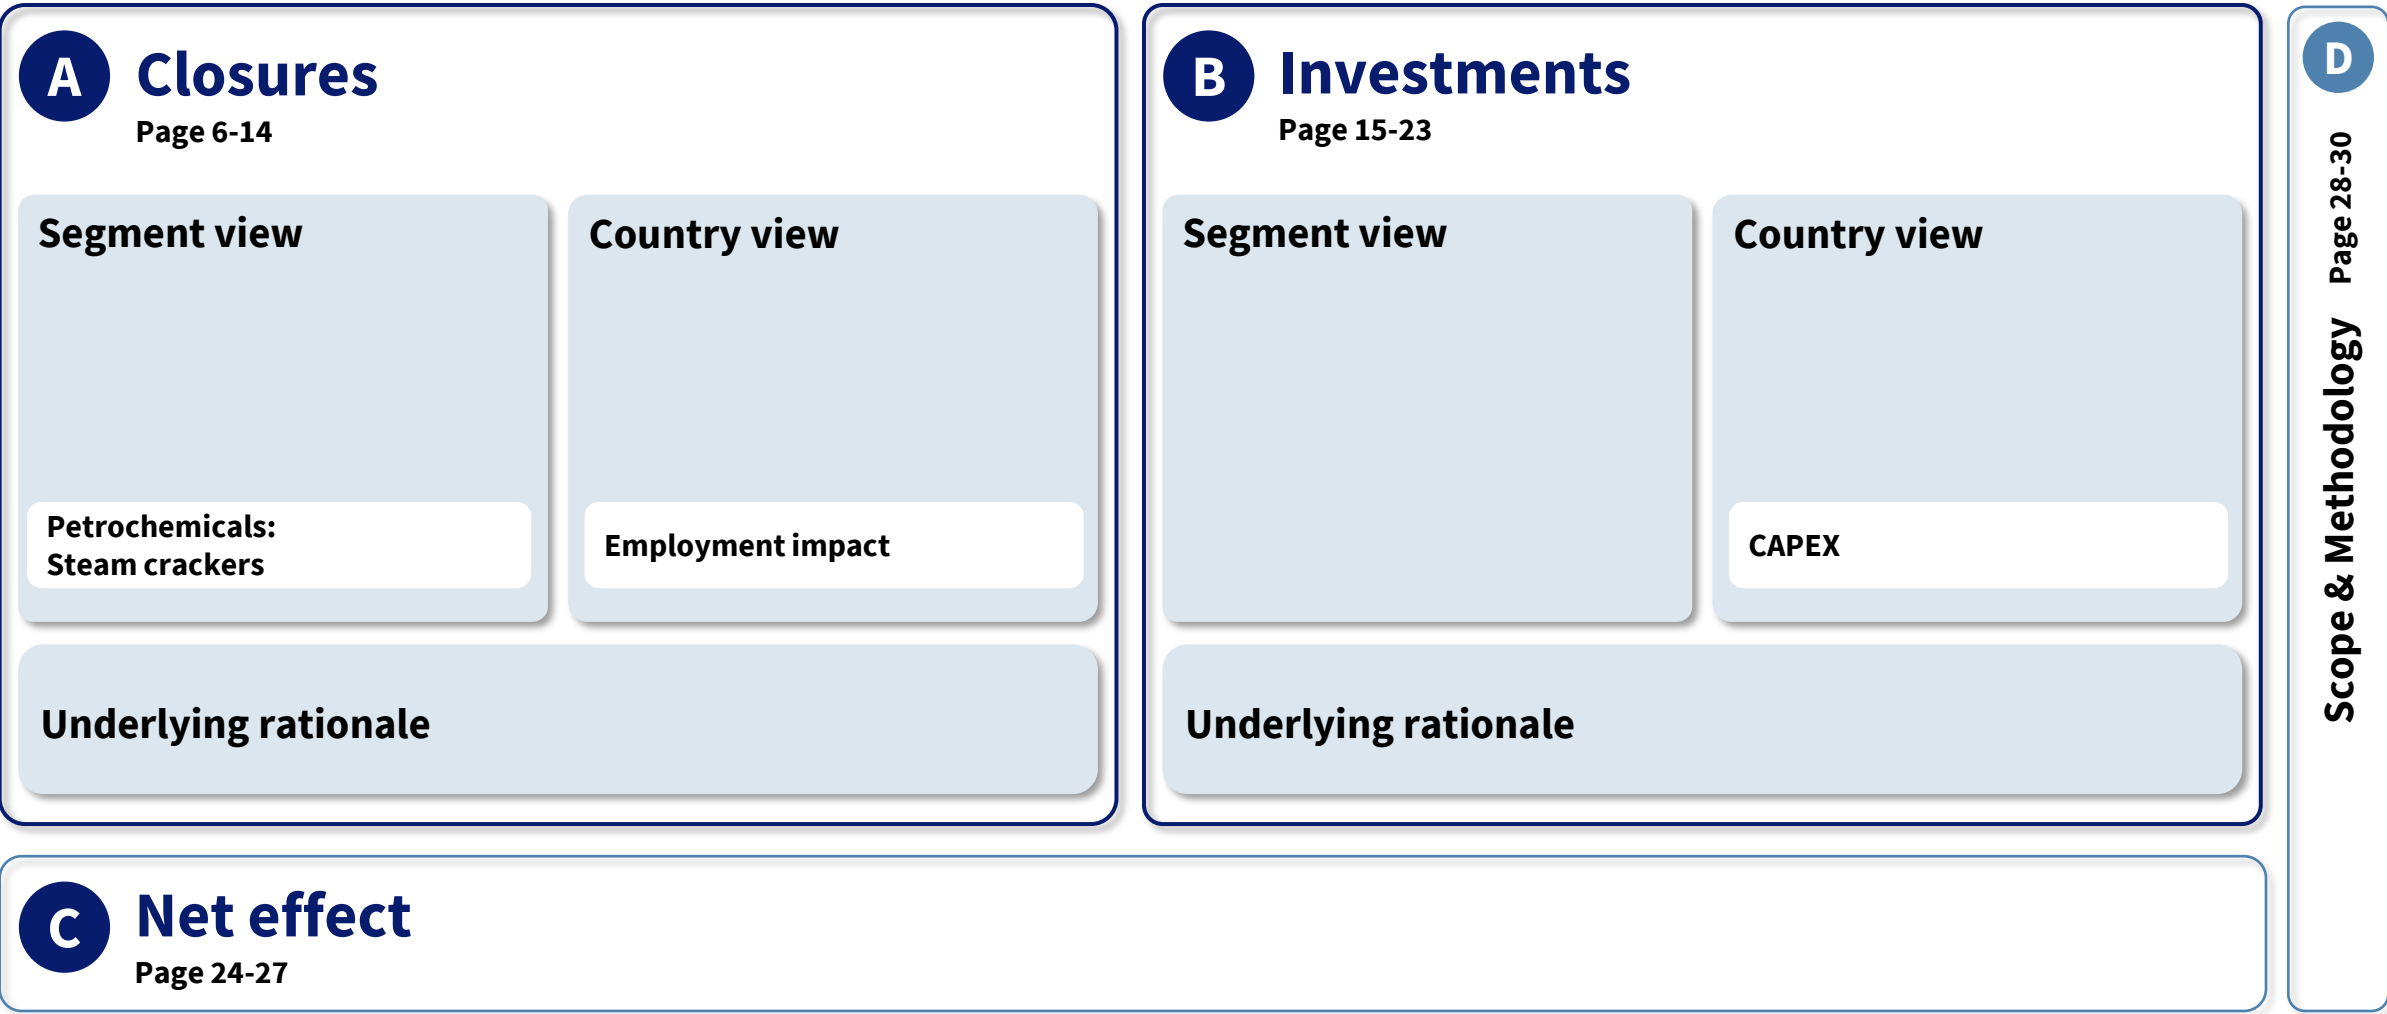 A
Closures
Page 6-14
Segment view
Petrochemicals:
Steam crackers
Country view
Employment impact
Underlying rationale
B
Investments
Page 15-23
Segment view
Country view
CAPEX
Underlying rationale
C
Net effect
Page 24-27
D
Scope & Methodology Page 28-30